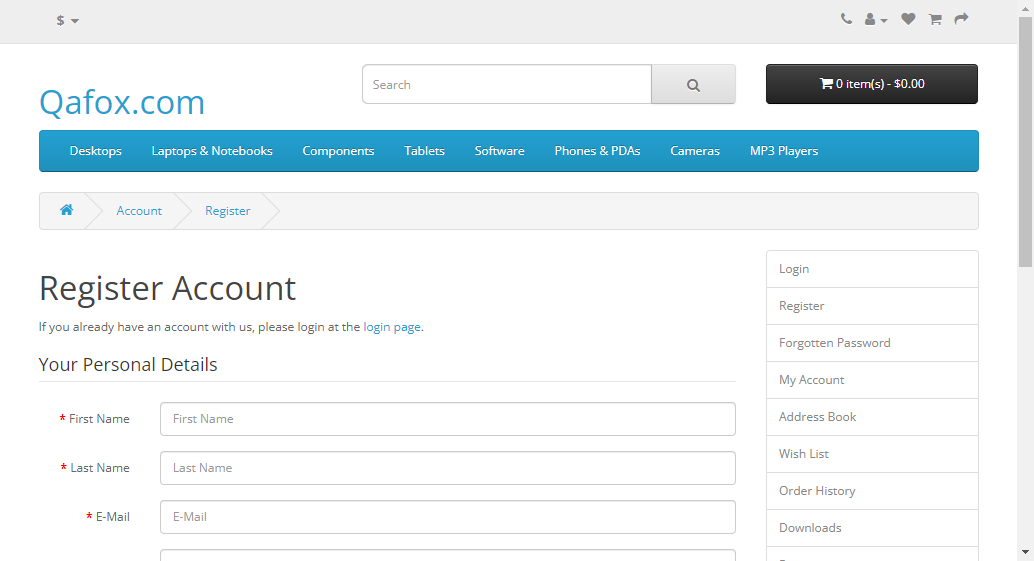 $
Search
0 item(s) - $0.00
Qafox.com
Desktops Laptops & Notebooks Components Tablets Software Phones & PDAs Cameras MP3 Players
Account Register
Register Account
If you already have an account with us, please login at the login page.
Your Personal Details
* First Name First Name
* Last Name Last Name
* E-Mail E-Mail
Login
Register
Forgotten Password
My Account
Address Book
Wish List
Order History
Downloads